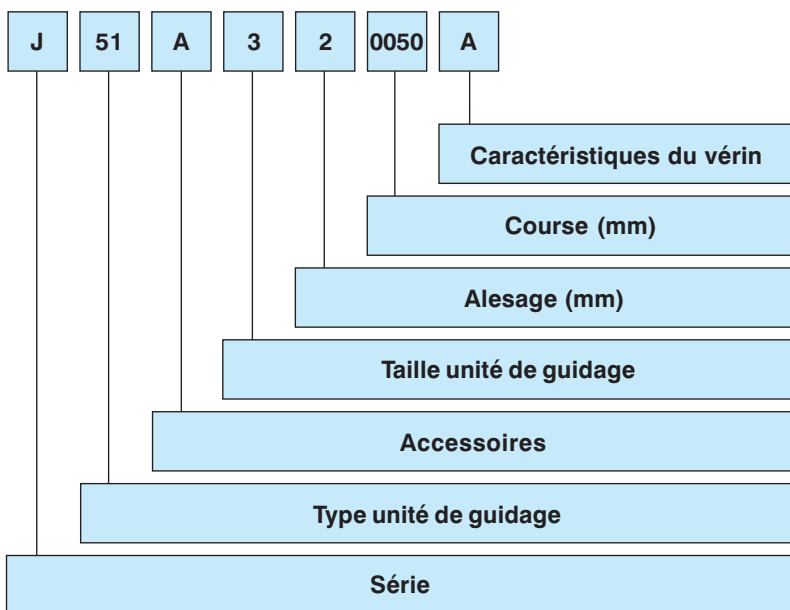 J 51 A 3 2 0050 A
Caractéristiques du vérin
Course (mm)
Alesage (mm)
Taille unité de guidage
Accessoires
Type unité de guidage
Série